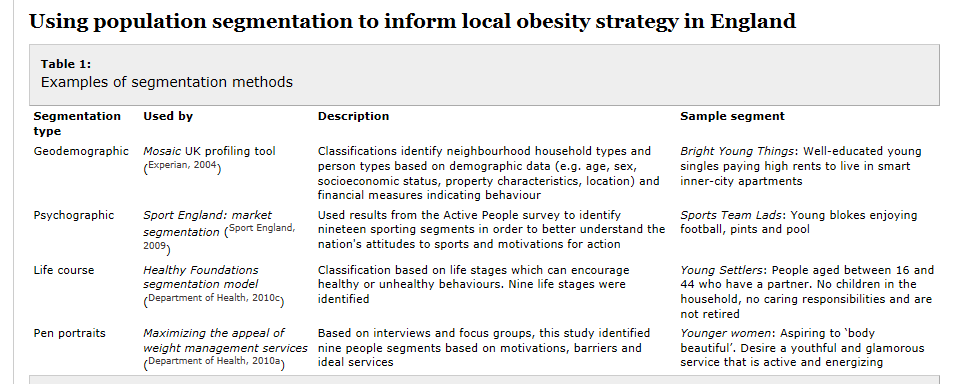 Using population segmentation to inform local obesity strategy in England
Table 1:
Examples of segmentation methods
Segmentation type Used by Description Sample segment
Geodemographic Mosaic UK profiling tool (Experian, 2004) Classifications identify neighbourhood household types and person types based on demographic data (e.g. age, sex, socioeconomic status, property characteristics, location) and financial measures indicating behaviour Bright Young Things: Well-educated young singles paying high rents to live in smart inner-city apartments
Psychographic Sport England: market segmentation (Sport England, 2009) Used results from the Active People survey to identify nineteen sporting segments in order to better understand the nation's attitudes to sports and motivations for action Sports Team Lads: Young blokes enjoying football, pints and pool
Life course Healthy Foundations segmentation model (Department of Health, 2010c) Classification based on life stages which can encourage healthy or unhealthy behaviours. Nine life stages were identified Young Settlers: People aged between 16 and 44 who have a partner. No children in the household, no caring responsibilities and are not retired
Pen portraits Maximizing the appeal of weight management services (Department of Health, 2010a) Based on interviews and focus groups, this study identified nine people segments based on motivations, barriers and ideal services Younger women: Aspiring to ‘body beautiful’. Desire a youthful and glamorous service that is active and energizing